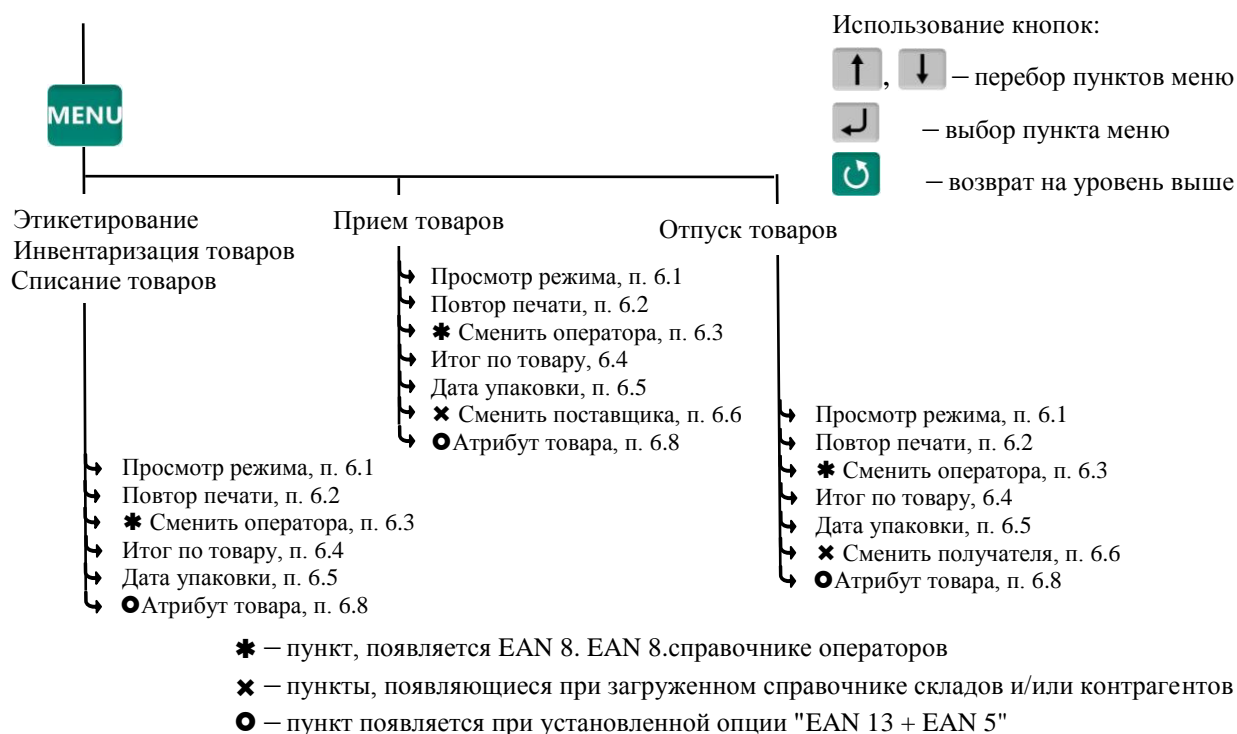 Использование кнопок:
, – перебор пунктов меню
– выбор пункта меню
– возврат на уровень выше
MENU
Этикетирование
Инвентаризация товаров
Списание товаров
Просмотр режима, п. 6.1
Повтор печати, п. 6.2
✱ Сменить оператора, п. 6.3
Итог по товару, п. 6.4
Дата упаковки, п. 6.5
Атрибут товара, п. 6.8
Прием товаров
Просмотр режима, п. 6.1
Повтор печати, п. 6.2
✱ Сменить оператора, п. 6.3
Итог по товару, 6.4
Дата упаковки, п. 6.5
✖ Сменить поставщика, п. 6.6
Атрибут товара, п. 6.8
Отпуск товаров
Просмотр режима, п. 6.1
Повтор печати, п. 6.2
✱ Сменить оператора, п. 6.3
Итог по товару, 6.4
Дата упаковки, п. 6.5
✖ Сменить получателя, п. 6.6
Атрибут товара, п. 6.8
✱ – пункт, появляется EAN 8. EAN 8.справочнике операторов
✖ – пункты, появляющиеся при загруженном справочнике складов и/или контрагентов
– пункт появляется при установленной опции "EAN 13 + EAN 5"